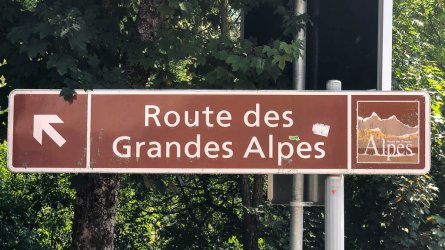 Route des
Grandes Alpes
Alpes